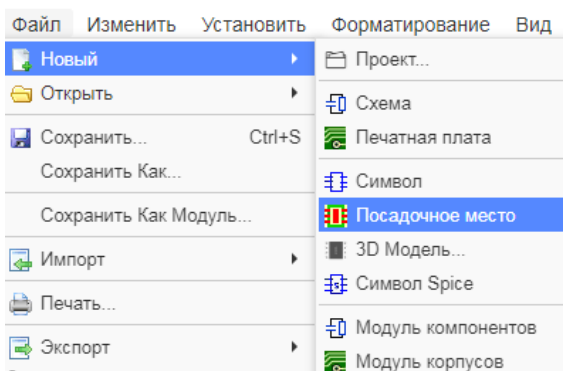 Файл Изменить Установить Форматирование Вид
Новый
Открыть
Сохранить... Ctrl+S
Сохранить Как...
Сохранить Как Модуль...
Импорт
Печать...
Экспорт
Проект...
Схема
Печатная плата
Символ
Посадочное место
3D Модель...
Символ Spice
Модуль компонентов
Модуль корпусов